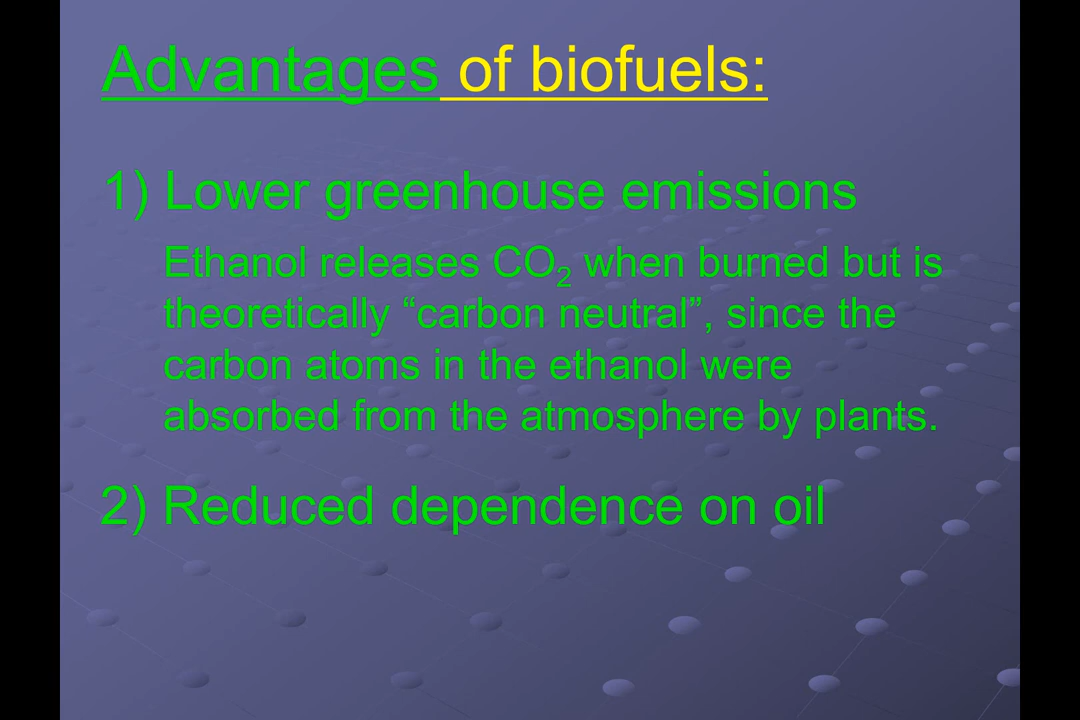 Advantages of biofuels:
1) Lower greenhouse emissions
Ethanol releases CO₂ when burned but is
theoretically “carbon neutral”, since the
carbon atoms in the ethanol were
absorbed from the atmosphere by plants.
2) Reduced dependence on oil